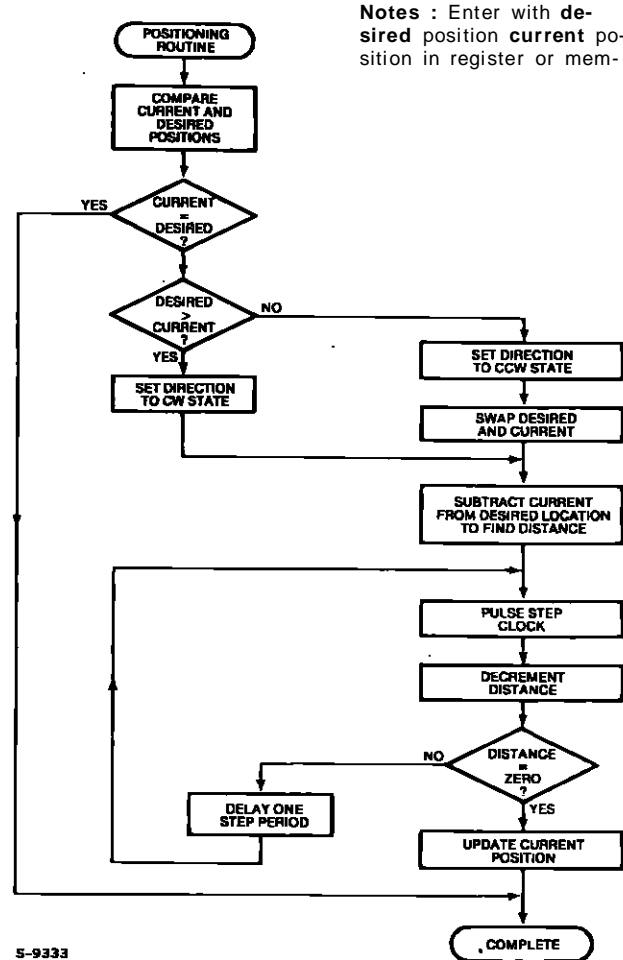 Notes : Enter with de-
sired position current po-
sition in register or mem-
POSITIONING
ROUTINE
COMPARE
CURRENT AND
DESIRED
POSITIONS
YES
CURRENT
=
DESIRED
?
DESIRED
>
CURRENT
?
NO
YES
SET DIRECTION
TO CW STATE
SET DIRECTION
TO CCW STATE
SWAP DESIRED
AND CURRENT
SUBTRACT CURRENT
FROM DESIRED LOCATION
TO FIND DISTANCE
PULSE STEP
CLOCK
DECREMENT
DISTANCE
NO
DISTANCE
=
ZERO
?
YES
DELAY ONE
STEP PERIOD
UPDATE CURRENT
POSITION
COMPLETE
S-9333